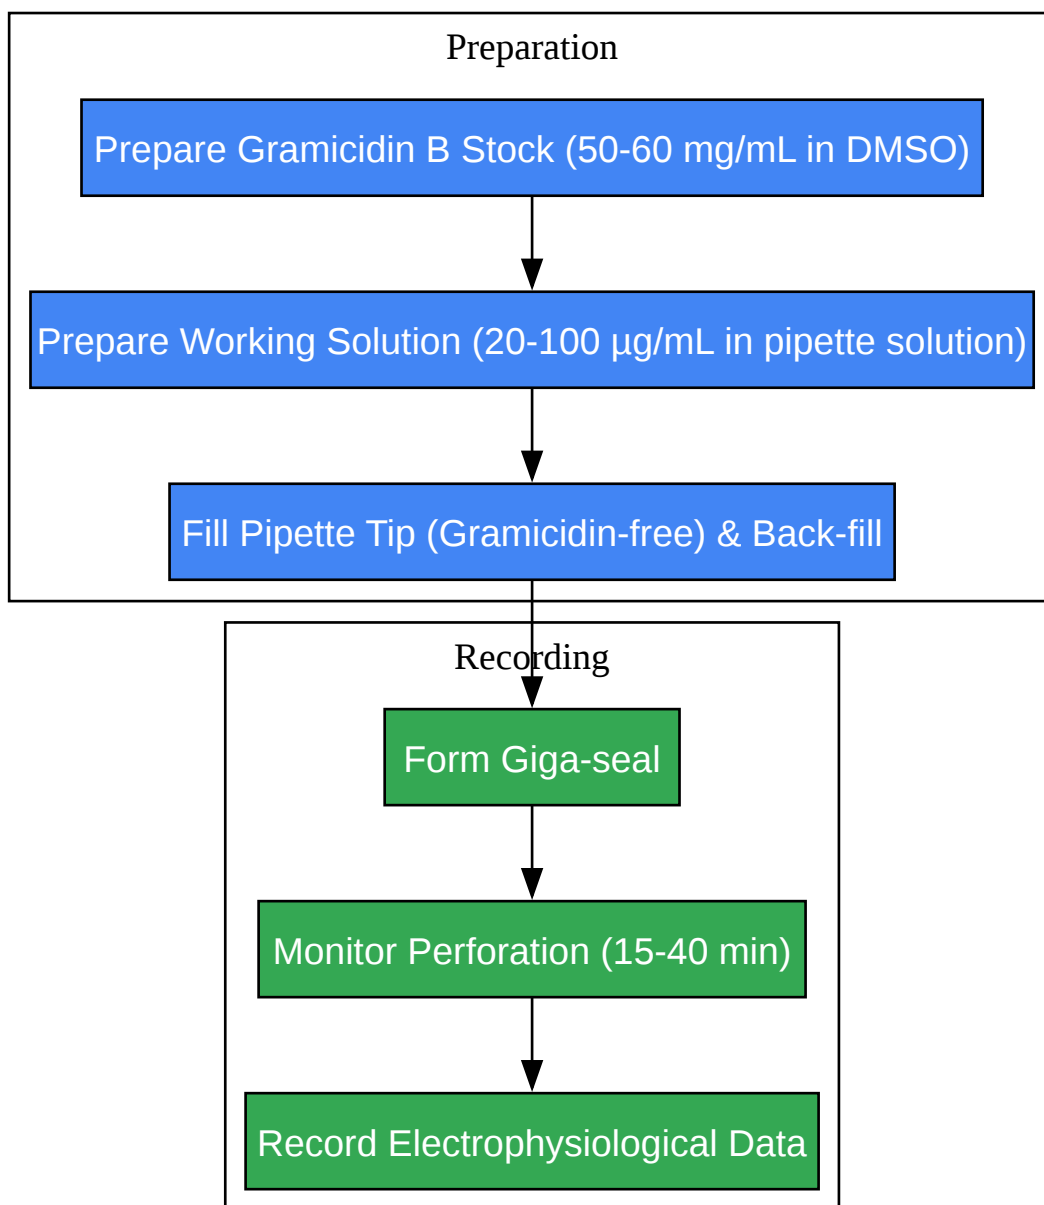 Preparation
Prepare Gramicidin B Stock (50-60 mg/mL in DMSO)
Prepare Working Solution (20-100 µg/mL in pipette solution)
Fill Pipette Tip (Gramicidin-free) & Back-fill
Recording
Form Giga-seal
Monitor Perforation (15-40 min)
Record Electrophysiological Data